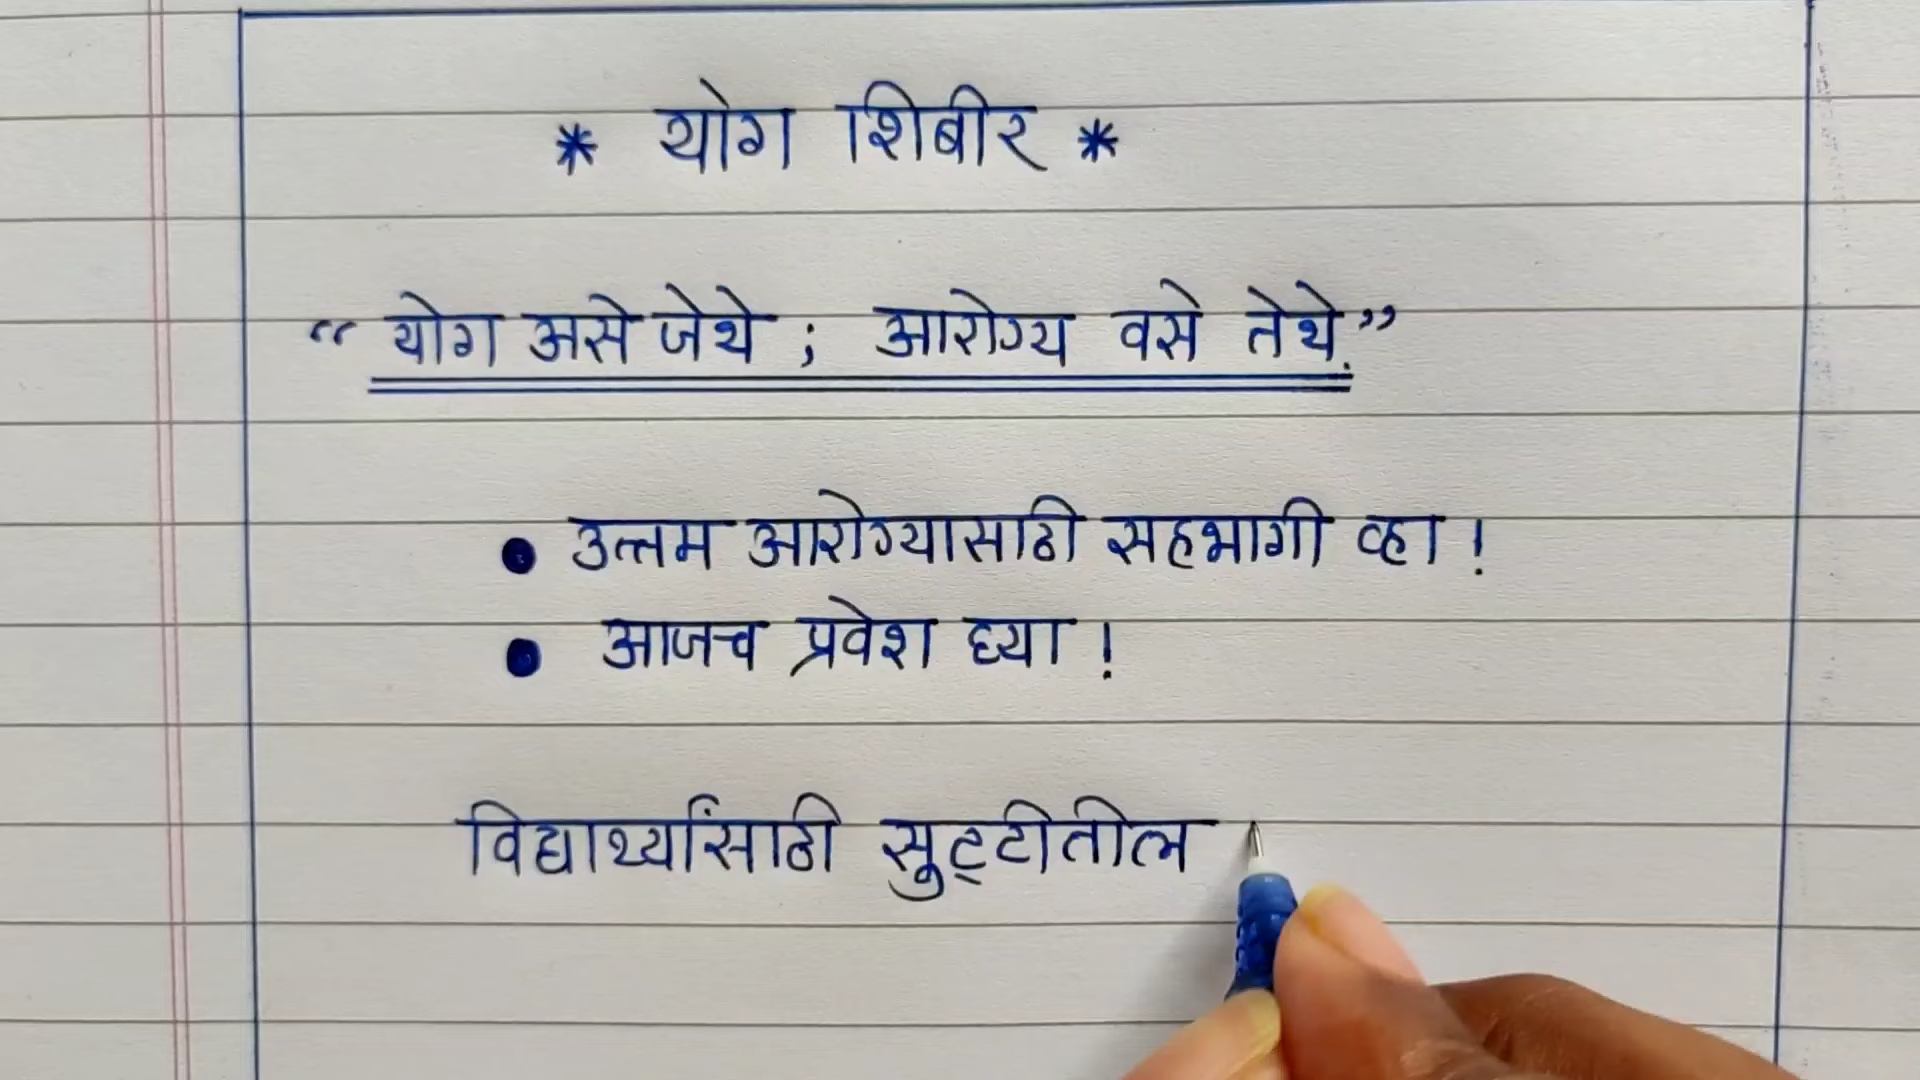 * योग शिबीर *
“ योग असे जेथे ; आरोग्य वसे तेथे.”
• उत्तम आरोग्यासाठी सहभागी व्हा !
• आजच प्रवेश घ्या !
विद्यार्थ्यांसाठी सुट्टीतील